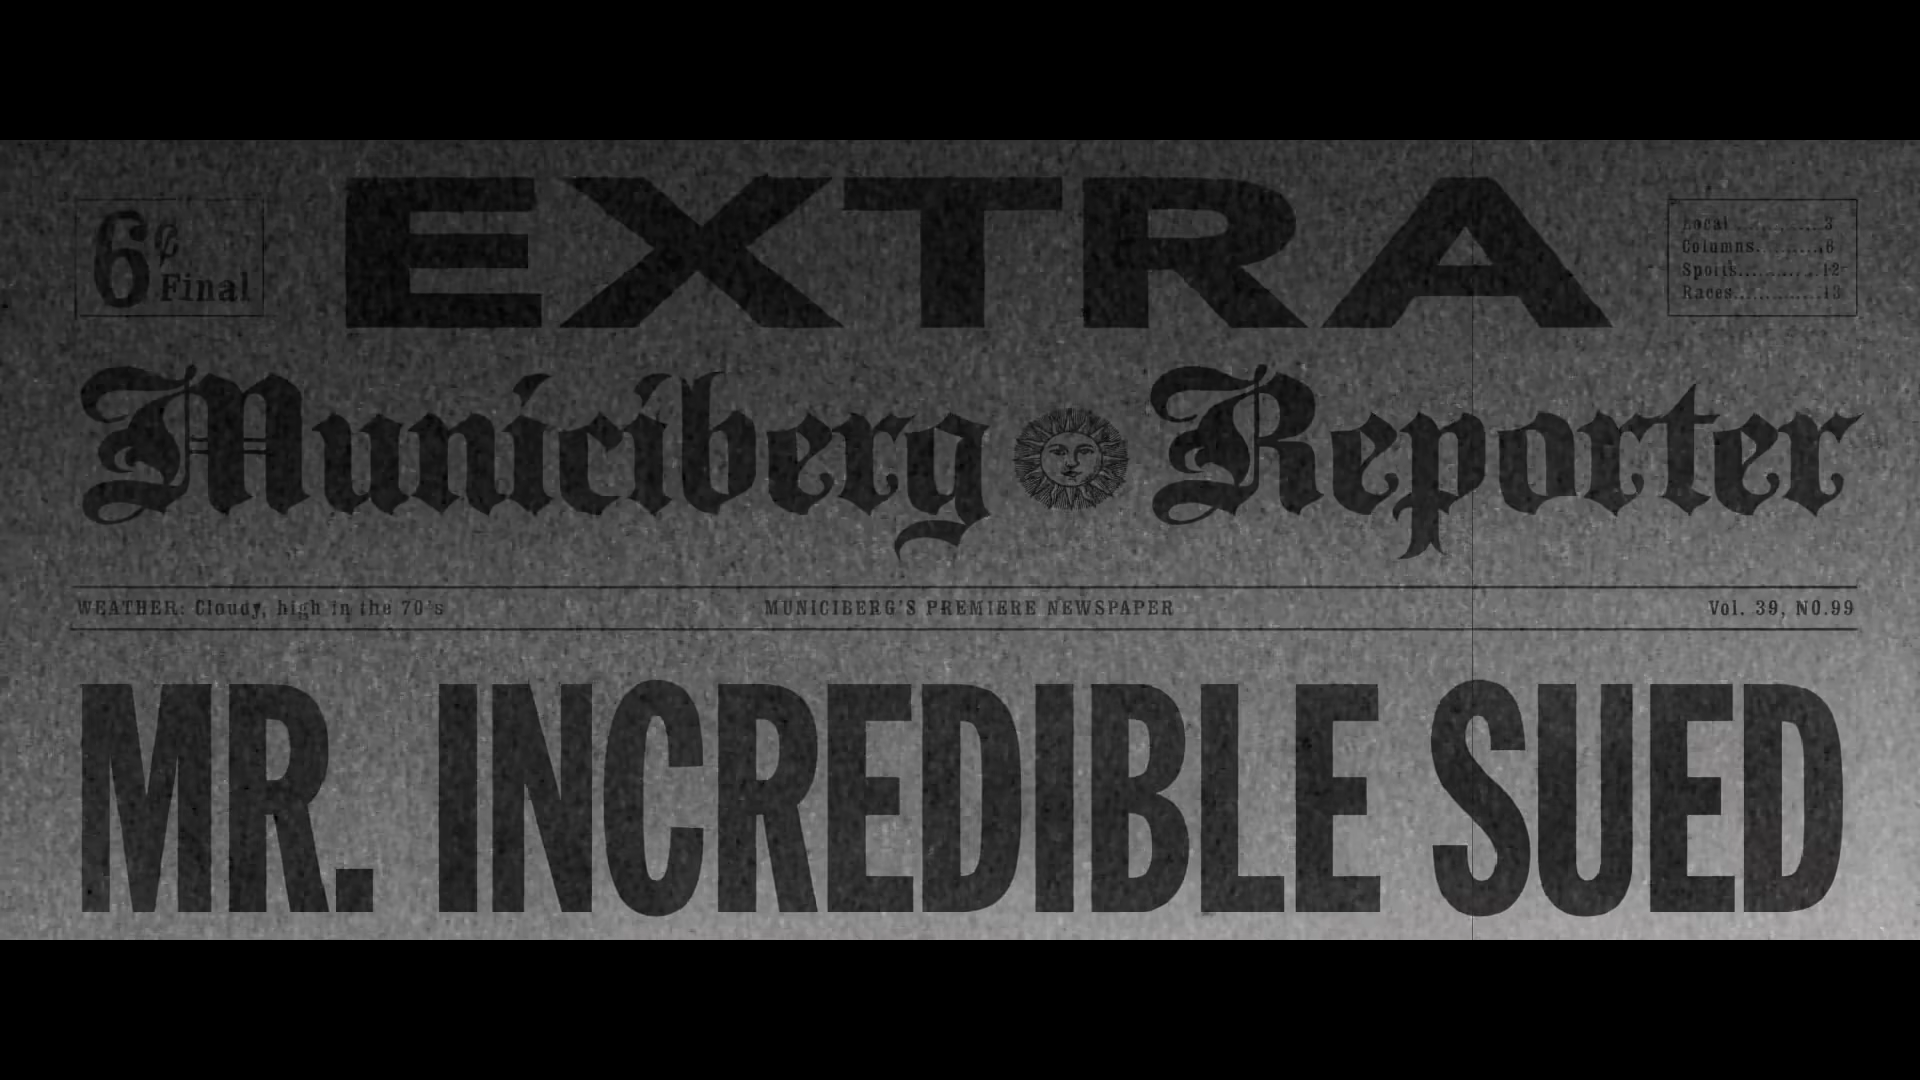 EXTRA
6¢
Final
Local.............3
Columns.........6
Sports...........12
Races.............13
Municiberg Reporter
WEATHER: Cloudy, high in the 70's
MUNICIBERG'S PREMIERE NEWSPAPER
Vol. 39, NO.99
MR. INCREDIBLE SUED